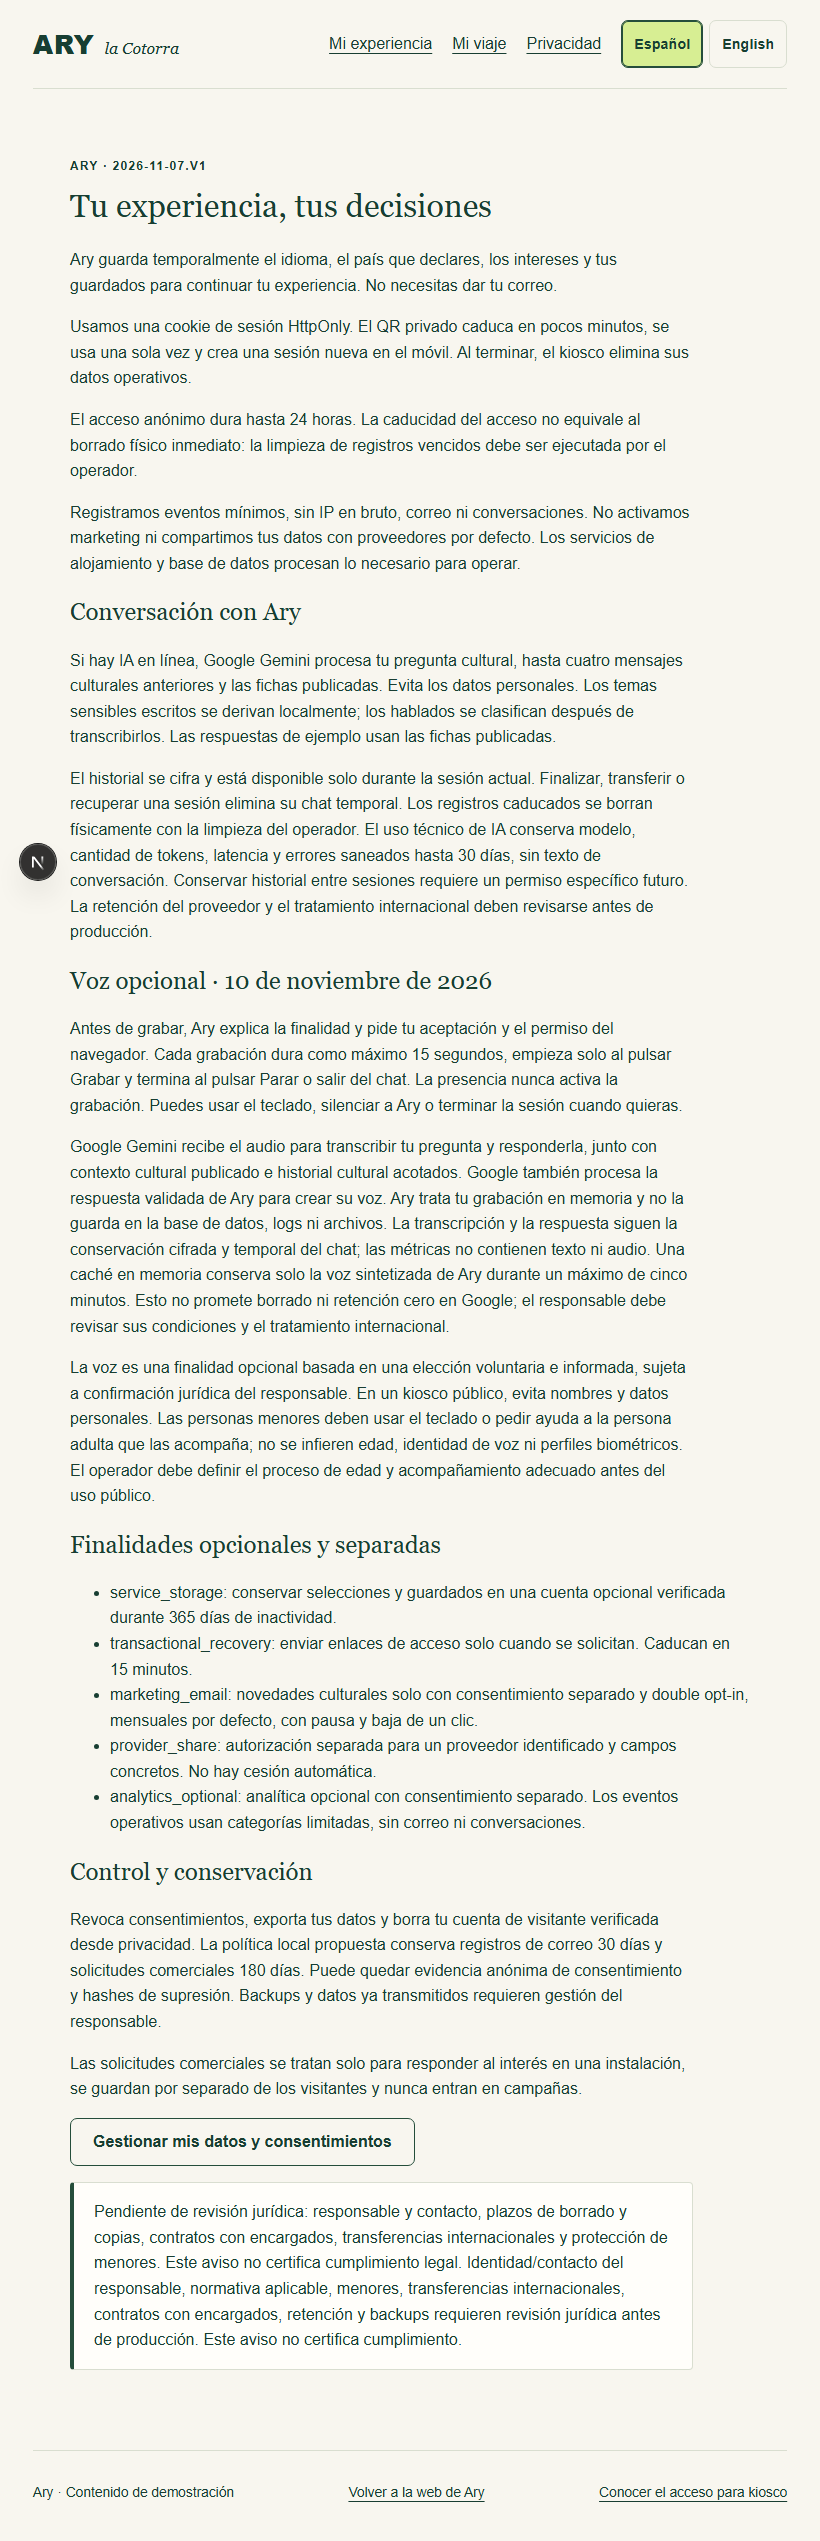 ARY la Cotorra
Mi experiencia
Mi viaje
Privacidad
Español
English
ARY · 2026-11-07.V1
Tu experiencia, tus decisiones
Ary guarda temporalmente el idioma, el país que declares, los intereses y tus
guardados para continuar tu experiencia. No necesitas dar tu correo.
Usamos una cookie de sesión HttpOnly. El QR privado caduca en pocos minutos, se
usa una sola vez y crea una sesión nueva en el móvil. Al terminar, el kiosco elimina sus
datos operativos.
El acceso anónimo dura hasta 24 horas. La caducidad del acceso no equivale al
borrado físico inmediato: la limpieza de registros vencidos debe ser ejecutada por el
operador.
Registramos eventos mínimos, sin IP en bruto, correo ni conversaciones. No activamos
marketing ni compartimos tus datos con proveedores por defecto. Los servicios de
alojamiento y base de datos procesan lo necesario para operar.
Conversación con Ary
Si hay IA en línea, Google Gemini procesa tu pregunta cultural, hasta cuatro mensajes
culturales anteriores y las fichas publicadas. Evita los datos personales. Los temas
sensibles escritos se derivan localmente; los hablados se clasifican después de
transcribirlos. Las respuestas de ejemplo usan las fichas publicadas.
El historial se cifra y está disponible solo durante la sesión actual. Finalizar, transferir o
recuperar una sesión elimina su chat temporal. Los registros caducados se borran
físicamente con la limpieza del operador. El uso técnico de IA conserva modelo,
cantidad de tokens, latencia y errores saneados hasta 30 días, sin texto de
conversación. Conservar historial entre sesiones requiere un permiso específico futuro.
La retención del proveedor y el tratamiento internacional deben revisarse antes de
producción.
N
Voz opcional · 10 de noviembre de 2026
Antes de grabar, Ary explica la finalidad y pide tu aceptación y el permiso del
navegador. Cada grabación dura como máximo 15 segundos, empieza solo al pulsar
Grabar y termina al pulsar Parar o salir del chat. La presencia nunca activa la
grabación. Puedes usar el teclado, silenciar a Ary o terminar la sesión cuando quieras.
Google Gemini recibe el audio para transcribir tu pregunta y responderla, junto con
contexto cultural publicado e historial cultural acotados. Google también procesa la
respuesta validada de Ary para crear su voz. Ary trata tu grabación en memoria y no la
guarda en la base de datos, logs ni archivos. La transcripción y la respuesta siguen la
conservación cifrada y temporal del chat; las métricas no contienen texto ni audio. Una
caché en memoria conserva solo la voz sintetizada de Ary durante un máximo de cinco
minutos. Esto no promete borrado ni retención cero en Google; el responsable debe
revisar sus condiciones y el tratamiento internacional.
La voz es una finalidad opcional basada en una elección voluntaria e informada, sujeta
a confirmación jurídica del responsable. En un kiosco público, evita nombres y datos
personales. Las personas menores deben usar el teclado o pedir ayuda a la persona
adulta que las acompaña; no se infieren edad, identidad de voz ni perfiles biométricos.
El operador debe definir el proceso de edad y acompañamiento adecuado antes del
uso público.
Finalidades opcionales y separadas
• service_storage: conservar selecciones y guardados en una cuenta opcional verificada
durante 365 días de inactividad.
• transactional_recovery: enviar enlaces de acceso solo cuando se solicitan. Caducan en
15 minutos.
• marketing_email: novedades culturales solo con consentimiento separado y double opt-in,
mensuales por defecto, con pausa y baja de un clic.
• provider_share: autorización separada para un proveedor identificado y campos
concretos. No hay cesión automática.
• analytics_optional: analítica opcional con consentimiento separado. Los eventos
operativos usan categorías limitadas, sin correo ni conversaciones.
Control y conservación
Revoca consentimientos, exporta tus datos y borra tu cuenta de visitante verificada
desde privacidad. La política local propuesta conserva registros de correo 30 días y
solicitudes comerciales 180 días. Puede quedar evidencia anónima de consentimiento
y hashes de supresión. Backups y datos ya transmitidos requieren gestión del
responsable.
Las solicitudes comerciales se tratan solo para responder al interés en una instalación,
se guardan por separado de los visitantes y nunca entran en campañas.
Gestionar mis datos y consentimientos
Pendiente de revisión jurídica: responsable y contacto, plazos de borrado y
copias, contratos con encargados, transferencias internacionales y protección de
menores. Este aviso no certifica cumplimiento legal. Identidad/contacto del
responsable, normativa aplicable, menores, transferencias internacionales,
contratos con encargados, retención y backups requieren revisión jurídica antes
de producción. Este aviso no certifica cumplimiento.
Ary · Contenido de demostración
Volver a la web de Ary
Conocer el acceso para kiosco